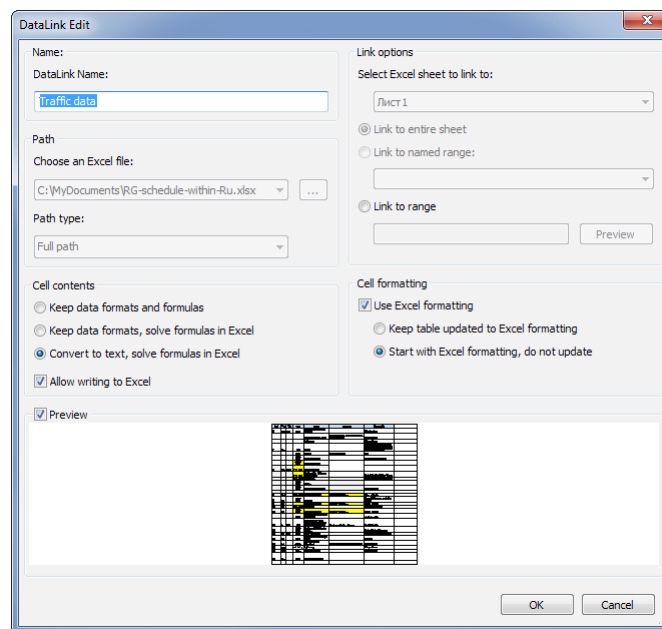 DataLink Edit
Name:
DataLink Name:
Traffic data
Path
Choose an Excel file:
C:\MyDocuments\RG-schedule-within-Ru.xlsx
...
Path type:
Full path
Link options
Select Excel sheet to link to:
Лист1
Link to entire sheet
Link to named range:
Link to range
Preview
Cell contents
Keep data formats and formulas
Keep data formats, solve formulas in Excel
Convert to text, solve formulas in Excel
Allow writing to Excel
Cell formatting
Use Excel formatting
Keep table updated to Excel formatting
Start with Excel formatting, do not update
Preview
OK
Cancel